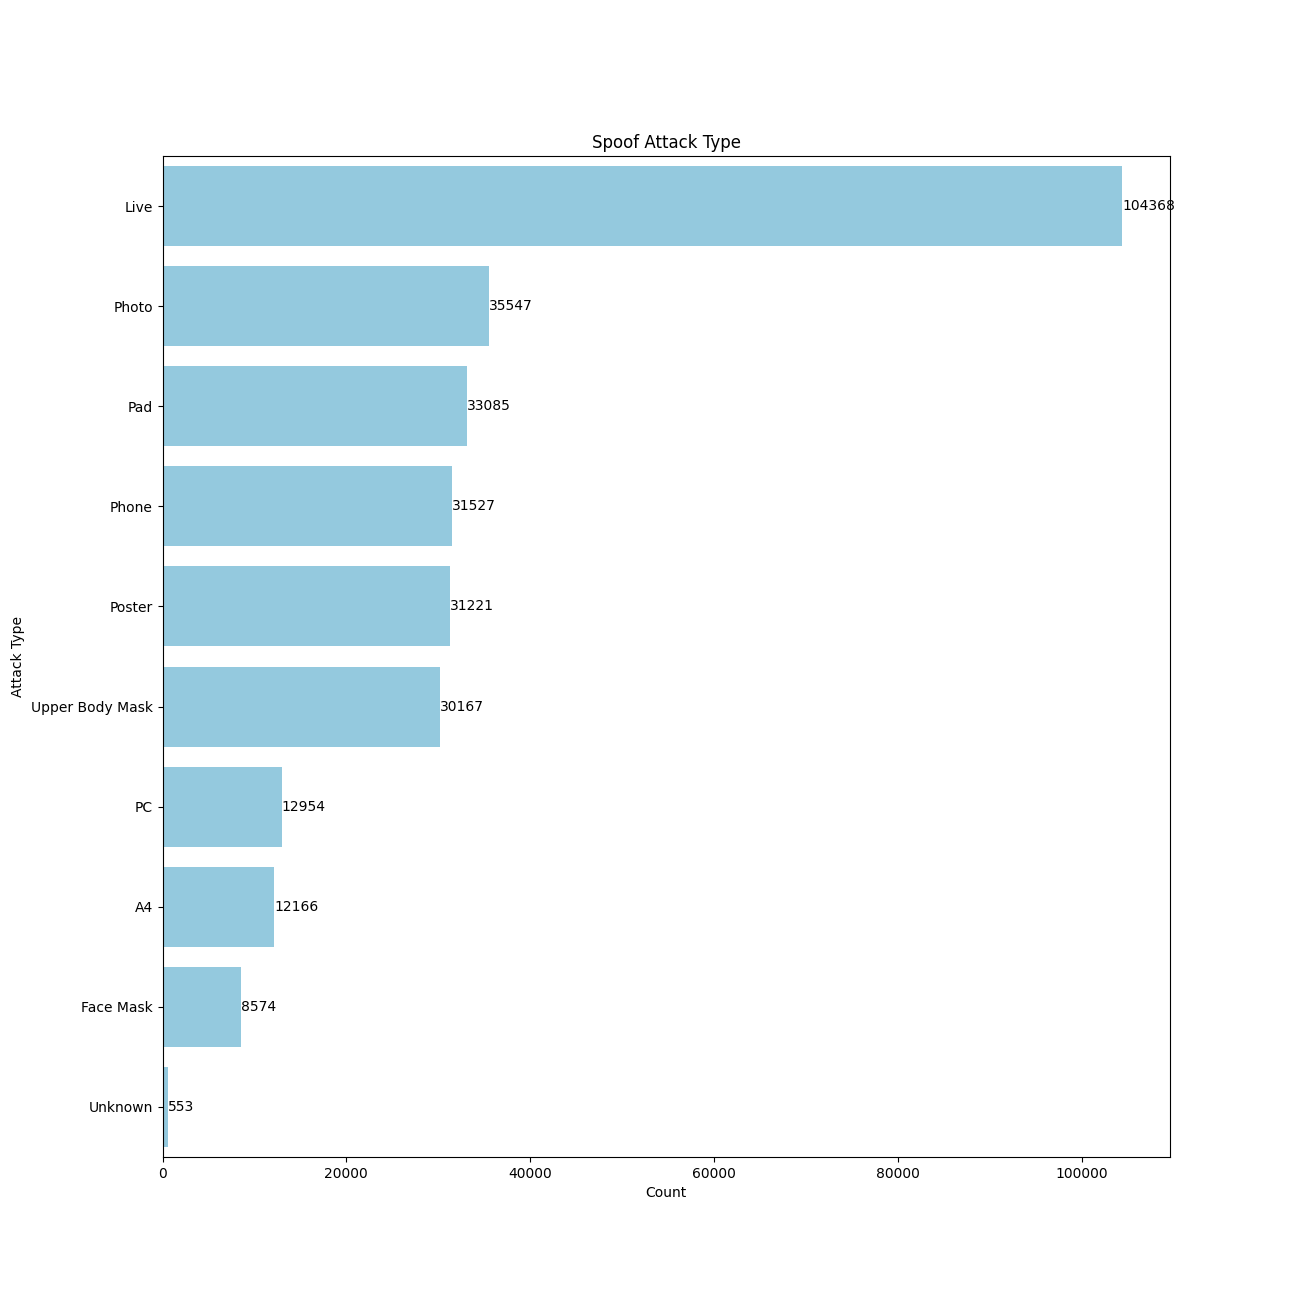 Spoof Attack Type
Live 104368
Photo 35547
Pad 33085
Phone 31527
Poster 31221
Upper Body Mask 30167
PC 12954
A4 12166
Face Mask 8574
Unknown 553
0 20000 40000 60000 80000 100000
Count
Attack Type